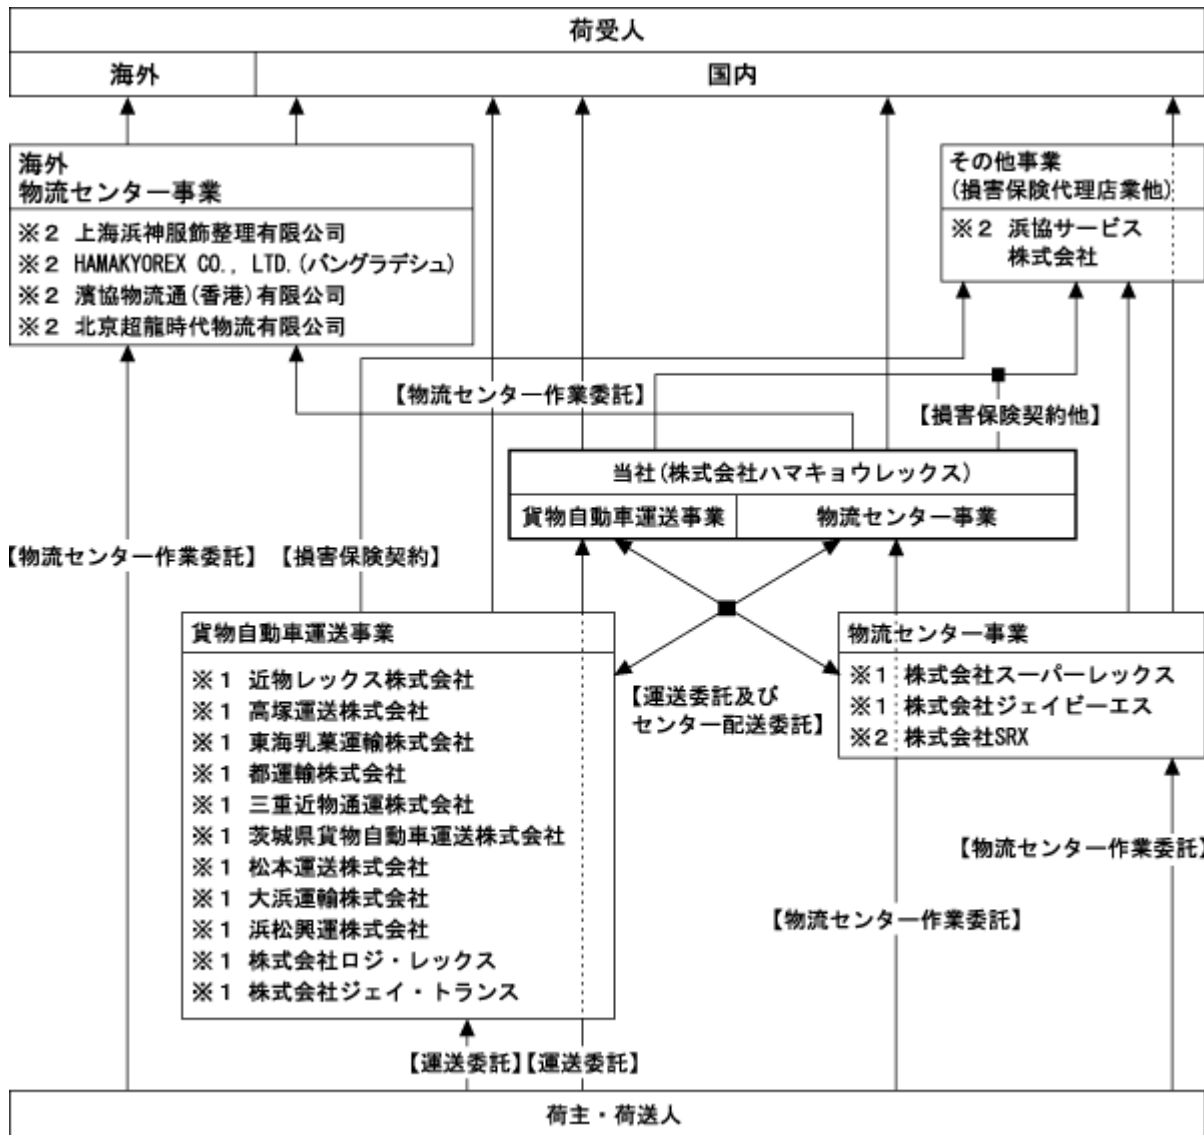 荷受人
海外
国内
海外
物流センター事業
※2 上海浜神服飾整理有限公司
※2 HAMAKYOREX CO., LTD.(バングラデシュ)
※2 濱協物流通(香港)有限公司
※2 北京超龍時代物流有限公司
その他事業
(損害保険代理店業他)
※2 浜協サービス
株式会社
【物流センター作業委託】
【損害保険契約他】
当社(株式会社ハマキョウレックス)
貨物自動車運送事業
物流センター事業
【物流センター作業委託】
【損害保険契約】
貨物自動車運送事業
※1 近物レックス株式会社
※1 高塚運送株式会社
※1 東海乳菓運輸株式会社
※1 都運輸株式会社
※1 三重近物通運株式会社
※1 茨城県貨物自動車運送株式会社
※1 松本運送株式会社
※1 大浜運輸株式会社
※1 浜松興運株式会社
※1 株式会社ロジ・レックス
※1 株式会社ジェイ・トランス
【運送委託及び
センター配送委託】
物流センター事業
※1 株式会社スーパーレックス
※1 株式会社ジェイビーエス
※2 株式会社SRX
【物流センター作業委託】
【物流センター作業委託】
【運送委託】
【運送委託】
荷主・荷送人